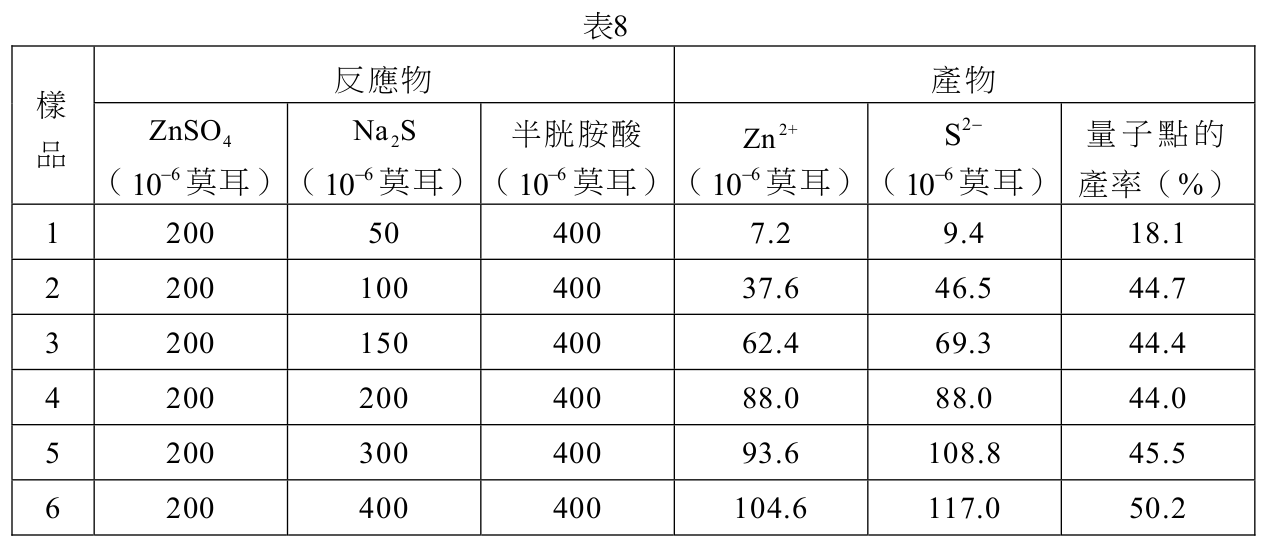 表8
樣品 反應物 產物
ZnSO₄ Na₂S 半胱胺酸 Zn²⁺ S²⁻ 量子點的
（10⁻⁶莫耳） （10⁻⁶莫耳） （10⁻⁶莫耳） （10⁻⁶莫耳） （10⁻⁶莫耳） 產率（%）
1 200 50 400 7.2 9.4 18.1
2 200 100 400 37.6 46.5 44.7
3 200 150 400 62.4 69.3 44.4
4 200 200 400 88.0 88.0 44.0
5 200 300 400 93.6 108.8 45.5
6 200 400 400 104.6 117.0 50.2